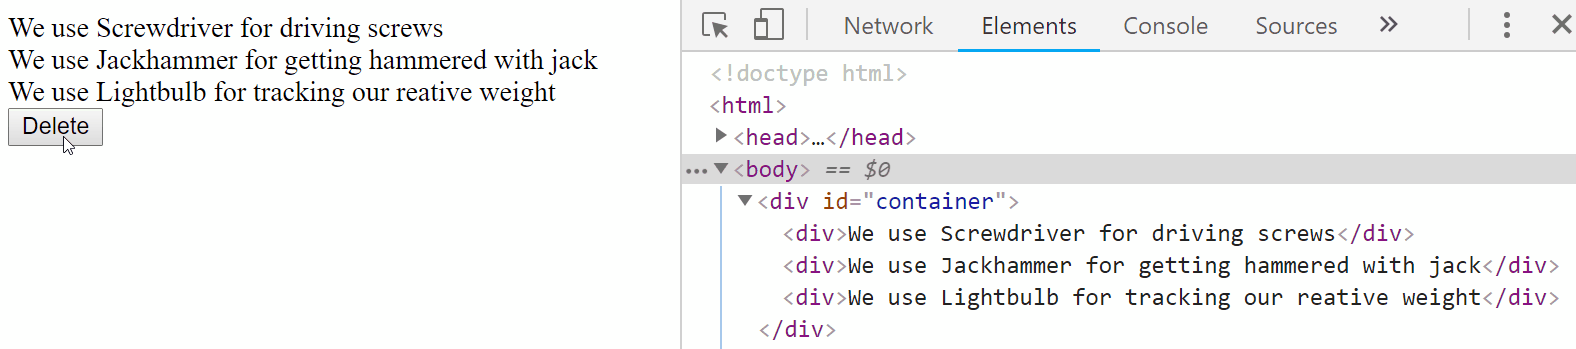 We use Screwdriver for driving screws
We use Jackhammer for getting hammered with jack
We use Lightbulb for tracking our reative weight
Delete
Network Elements Console Sources »
<!doctype html>
<html>
<head>…</head>
… <body> == $0
<div id="container">
<div>We use Screwdriver for driving screws</div>
<div>We use Jackhammer for getting hammered with jack</div>
<div>We use Lightbulb for tracking our reative weight</div>
</div>